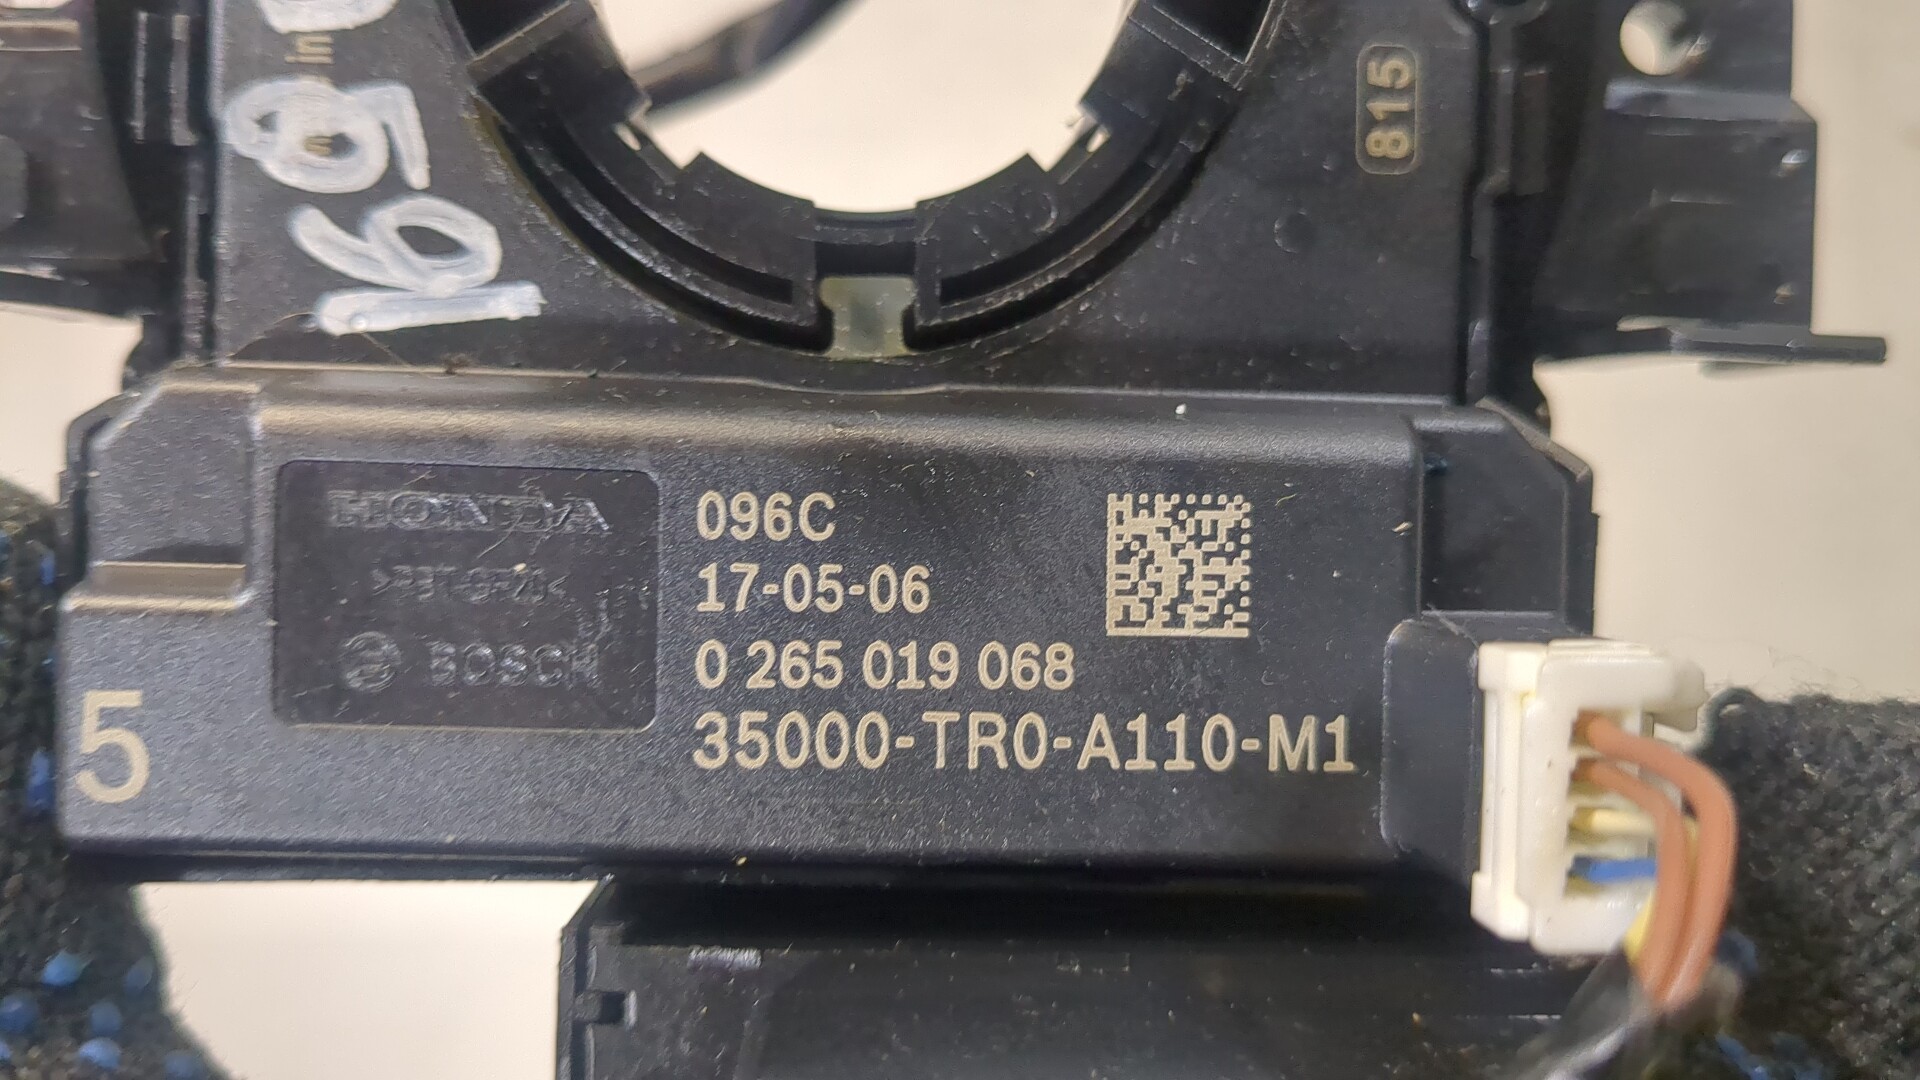 815
HONDA
BOSCH
096C
17-05-06
0 265 019 068
35000-TR0-A110-M1
5